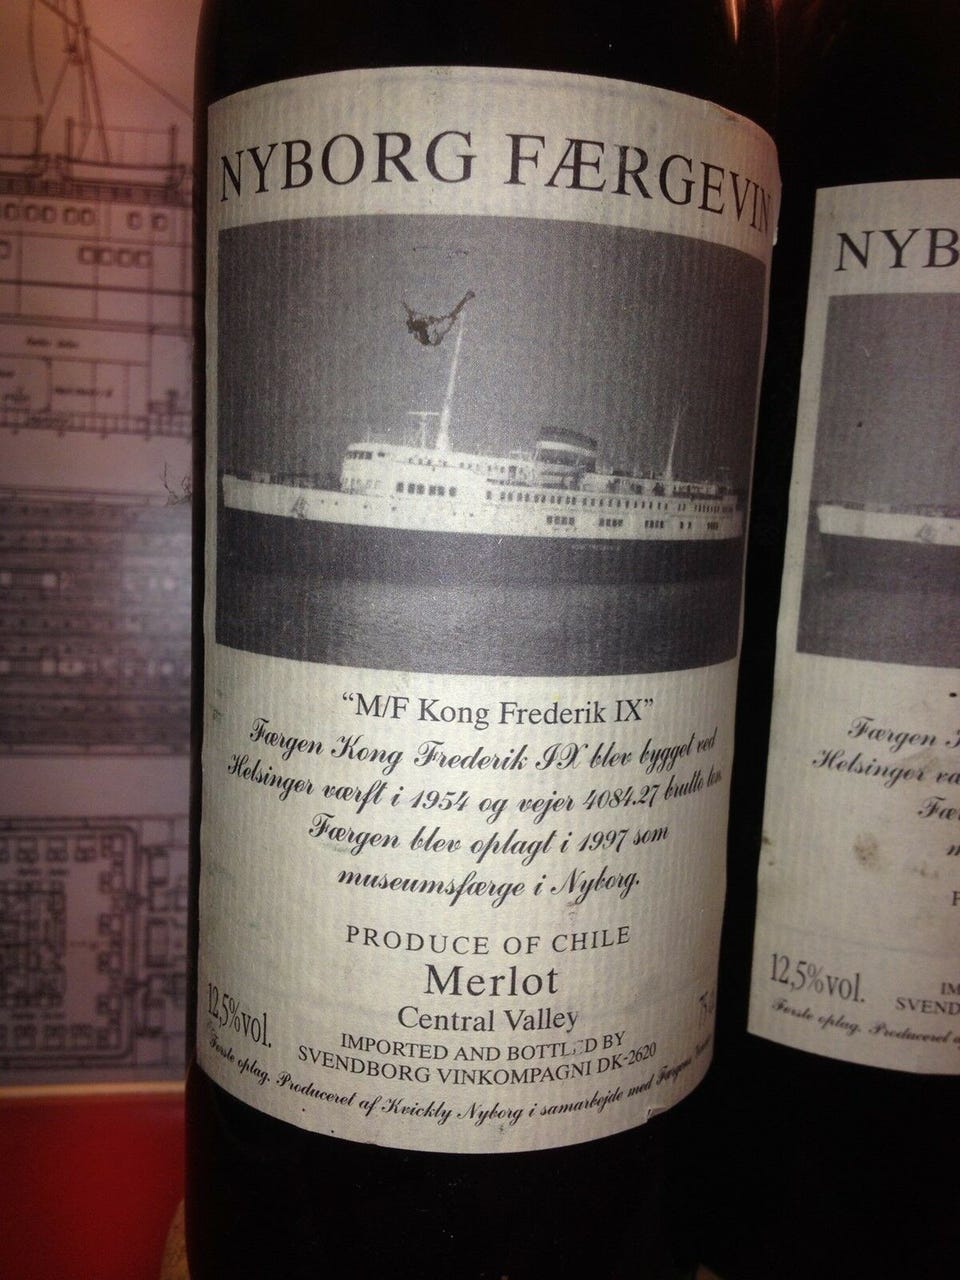 NYBORG FÆRGEVIN
"M/F Kong Frederik IX"
Færgen Kong Frederik IX blev bygget ved
Helsingør værft i 1954 og vejer 4084.27 brutto
Færgen blev oplagt i 1997 som
museumsfærge i Nyborg.
PRODUCE OF CHILE
Merlot
Central Valley
12,5%vol.
75
IMPORTED AND BOTTLED BY
SVENDBORG VINKOMPAGNI DK-2620
Første oplag. Produceret af Kvickly Nyborg i samarbejde med Færgens
NYB
Færgen
Helsingør
12,5%vol.
IM
SVEND
Første oplag. Produceret